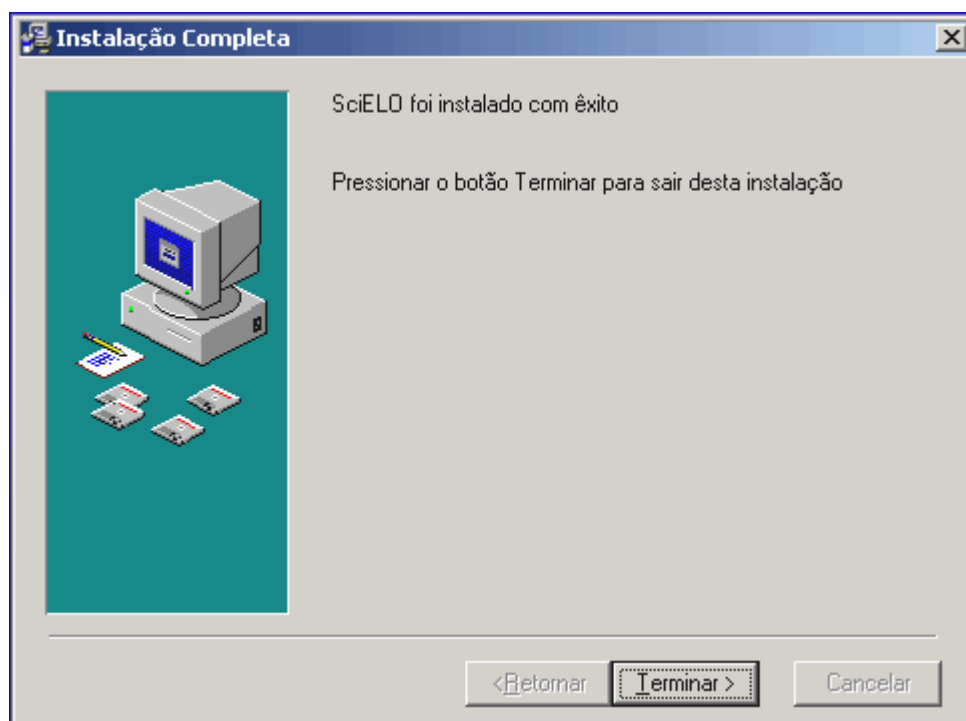 Instalação Completa
SciELO foi instalado com êxito
Pressionar o botão Terminar para sair desta instalação
<Retornar
Terminar >
Cancelar